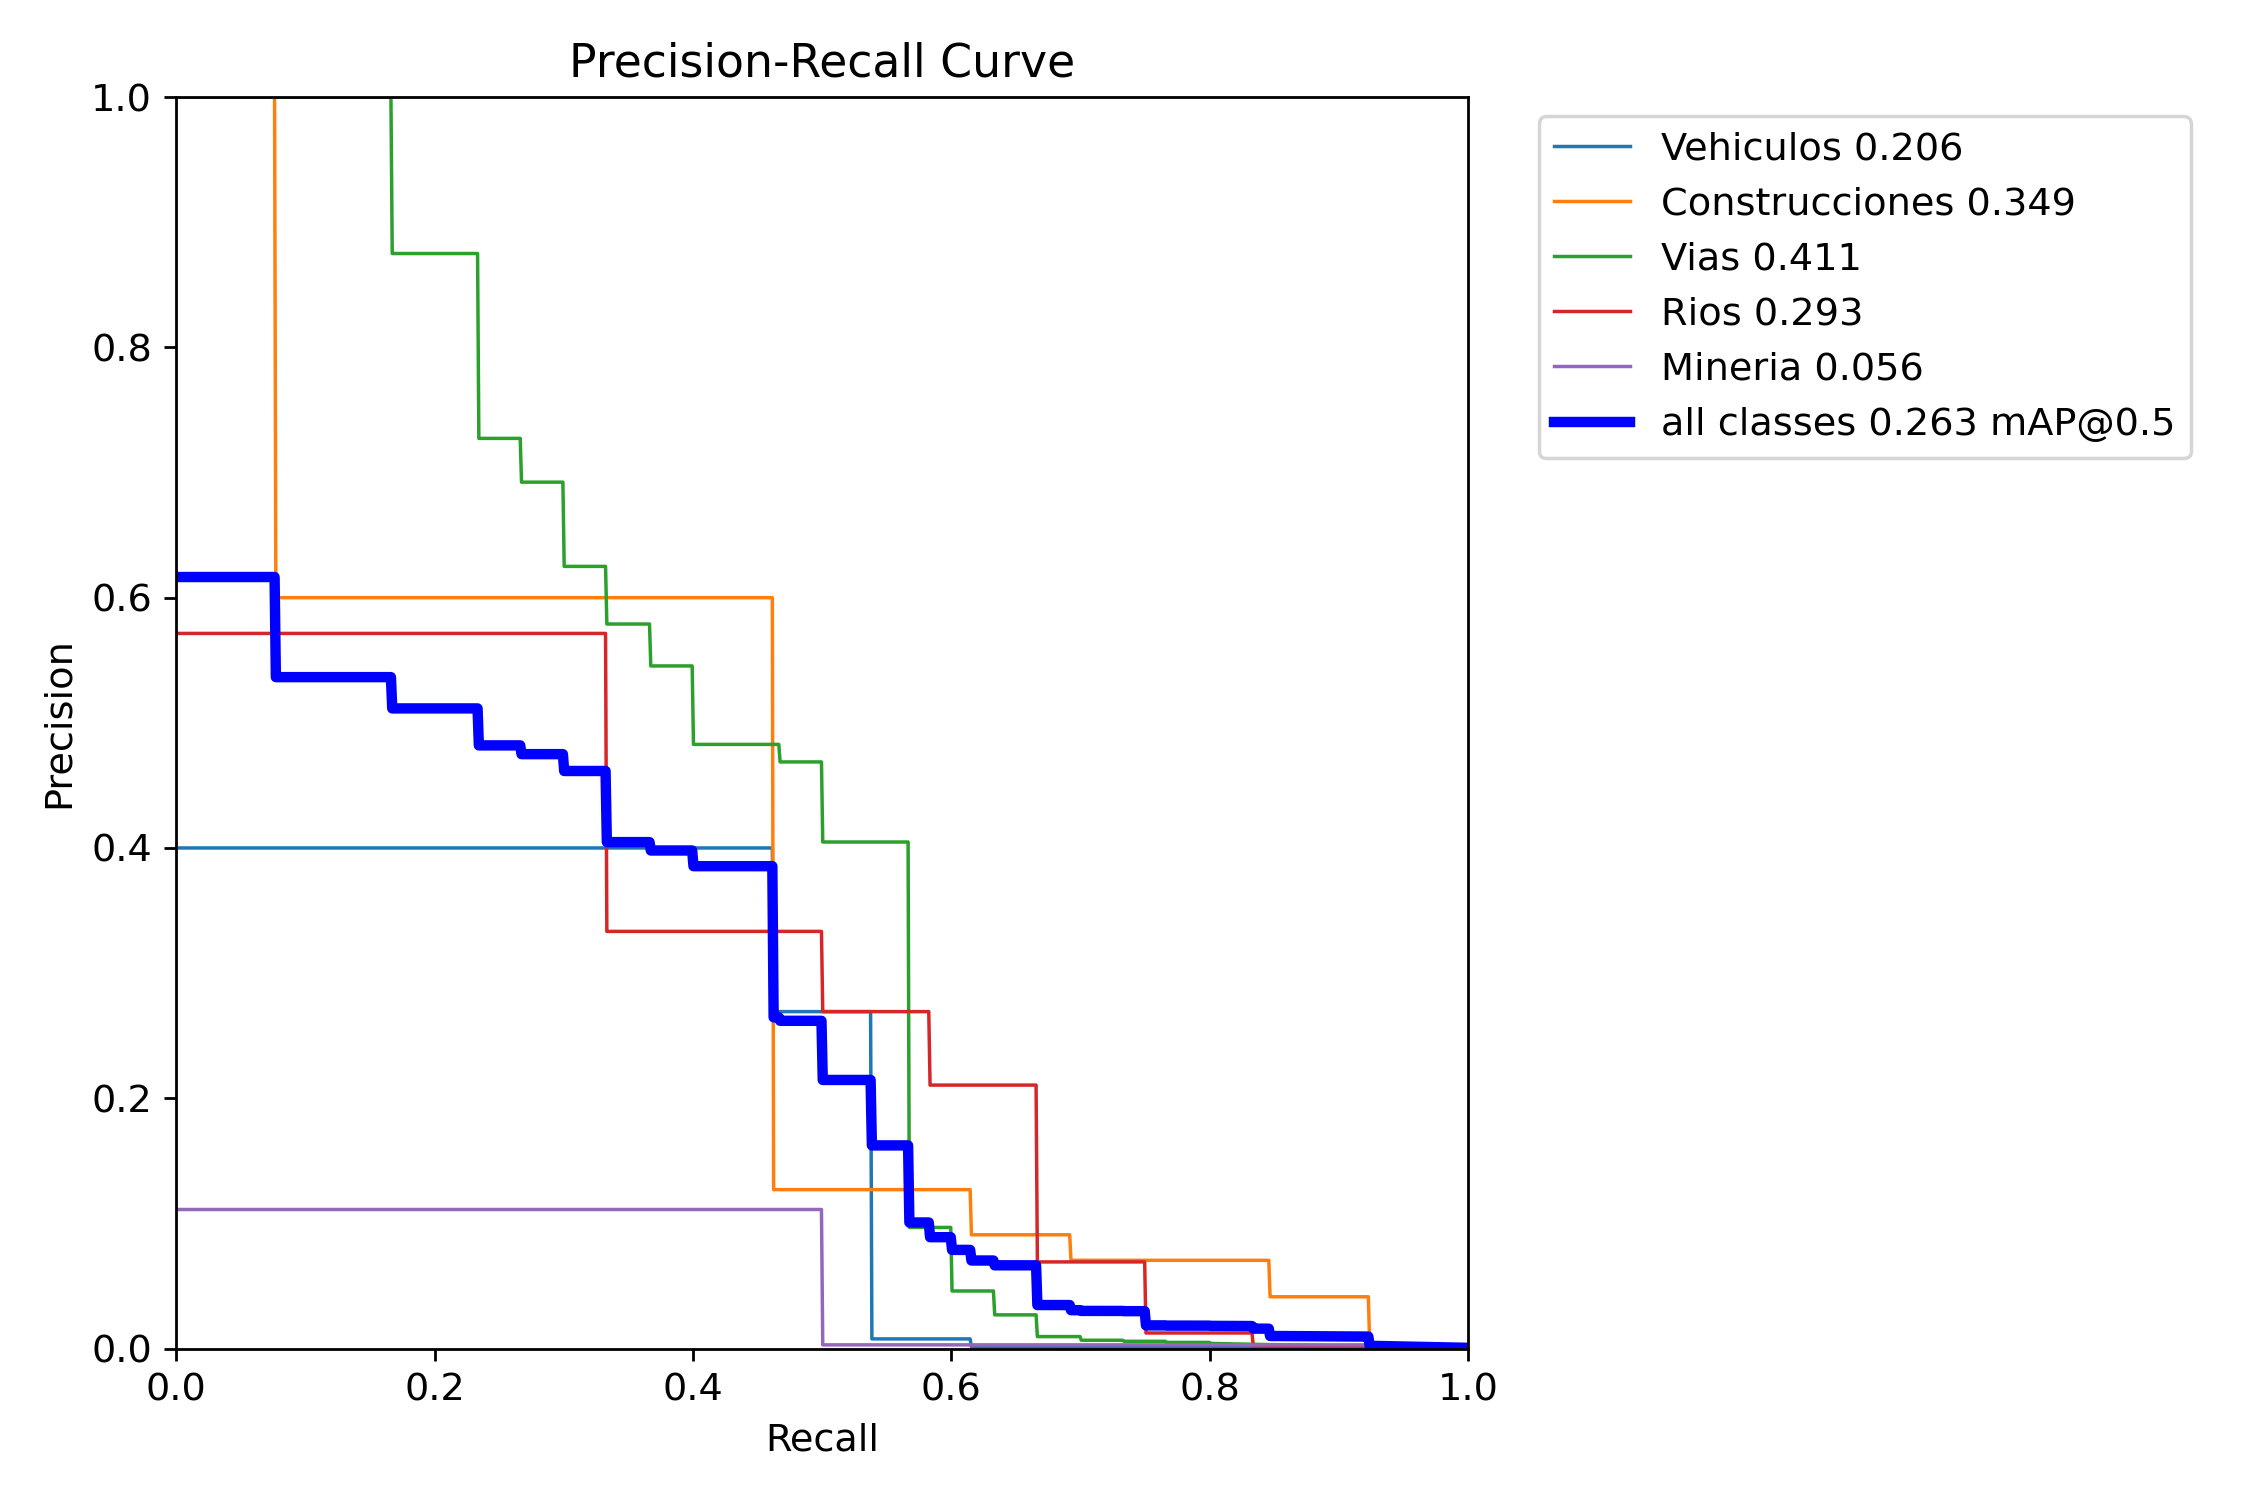 Precision-Recall Curve
1.0
0.8
0.6
0.4
0.2
0.0
Precision
0.0 0.2 0.4 0.6 0.8 1.0
Recall
Vehiculos 0.206
Construcciones 0.349
Vias 0.411
Rios 0.293
Mineria 0.056
all classes 0.263 mAP@0.5